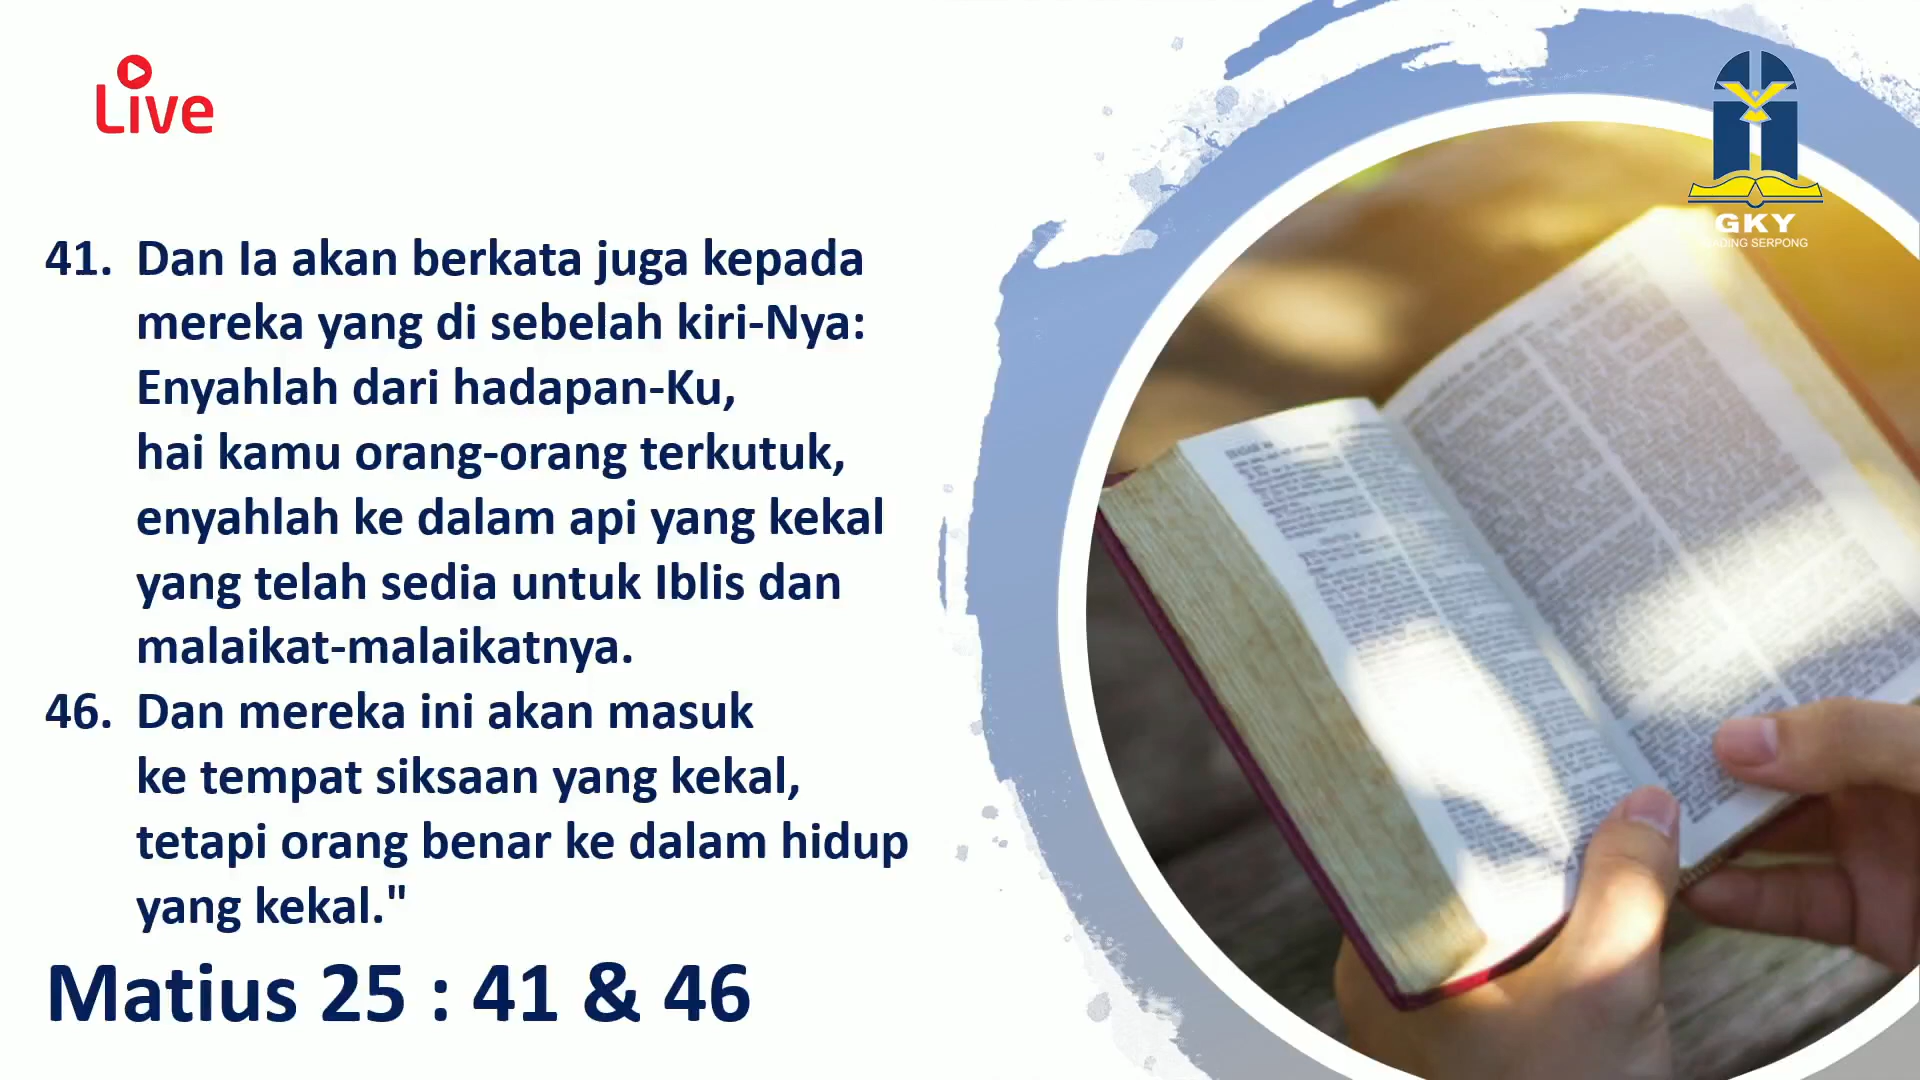 Live
GKY
GADING SERPONG
41. Dan Ia akan berkata juga kepada
mereka yang di sebelah kiri-Nya:
Enyahlah dari hadapan-Ku,
hai kamu orang-orang terkutuk,
enyahlah ke dalam api yang kekal
yang telah sedia untuk Iblis dan
malaikat-malaikatnya.
46. Dan mereka ini akan masuk
ke tempat siksaan yang kekal,
tetapi orang benar ke dalam hidup
yang kekal."
Matius 25 : 41 & 46